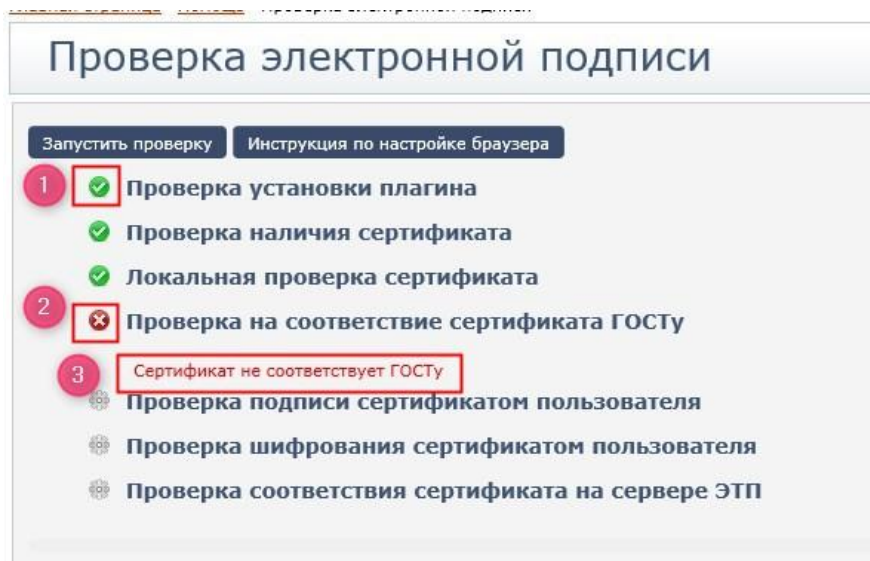 Проверка электронной подписи
Запустить проверку Инструкция по настройке браузера
1 Проверка установки плагина
Проверка наличия сертификата
Локальная проверка сертификата
2 Проверка на соответствие сертификата ГОСТу
3 Сертификат не соответствует ГОСТу
Проверка подписи сертификатом пользователя
Проверка шифрования сертификатом пользователя
Проверка соответствия сертификата на сервере ЭТП